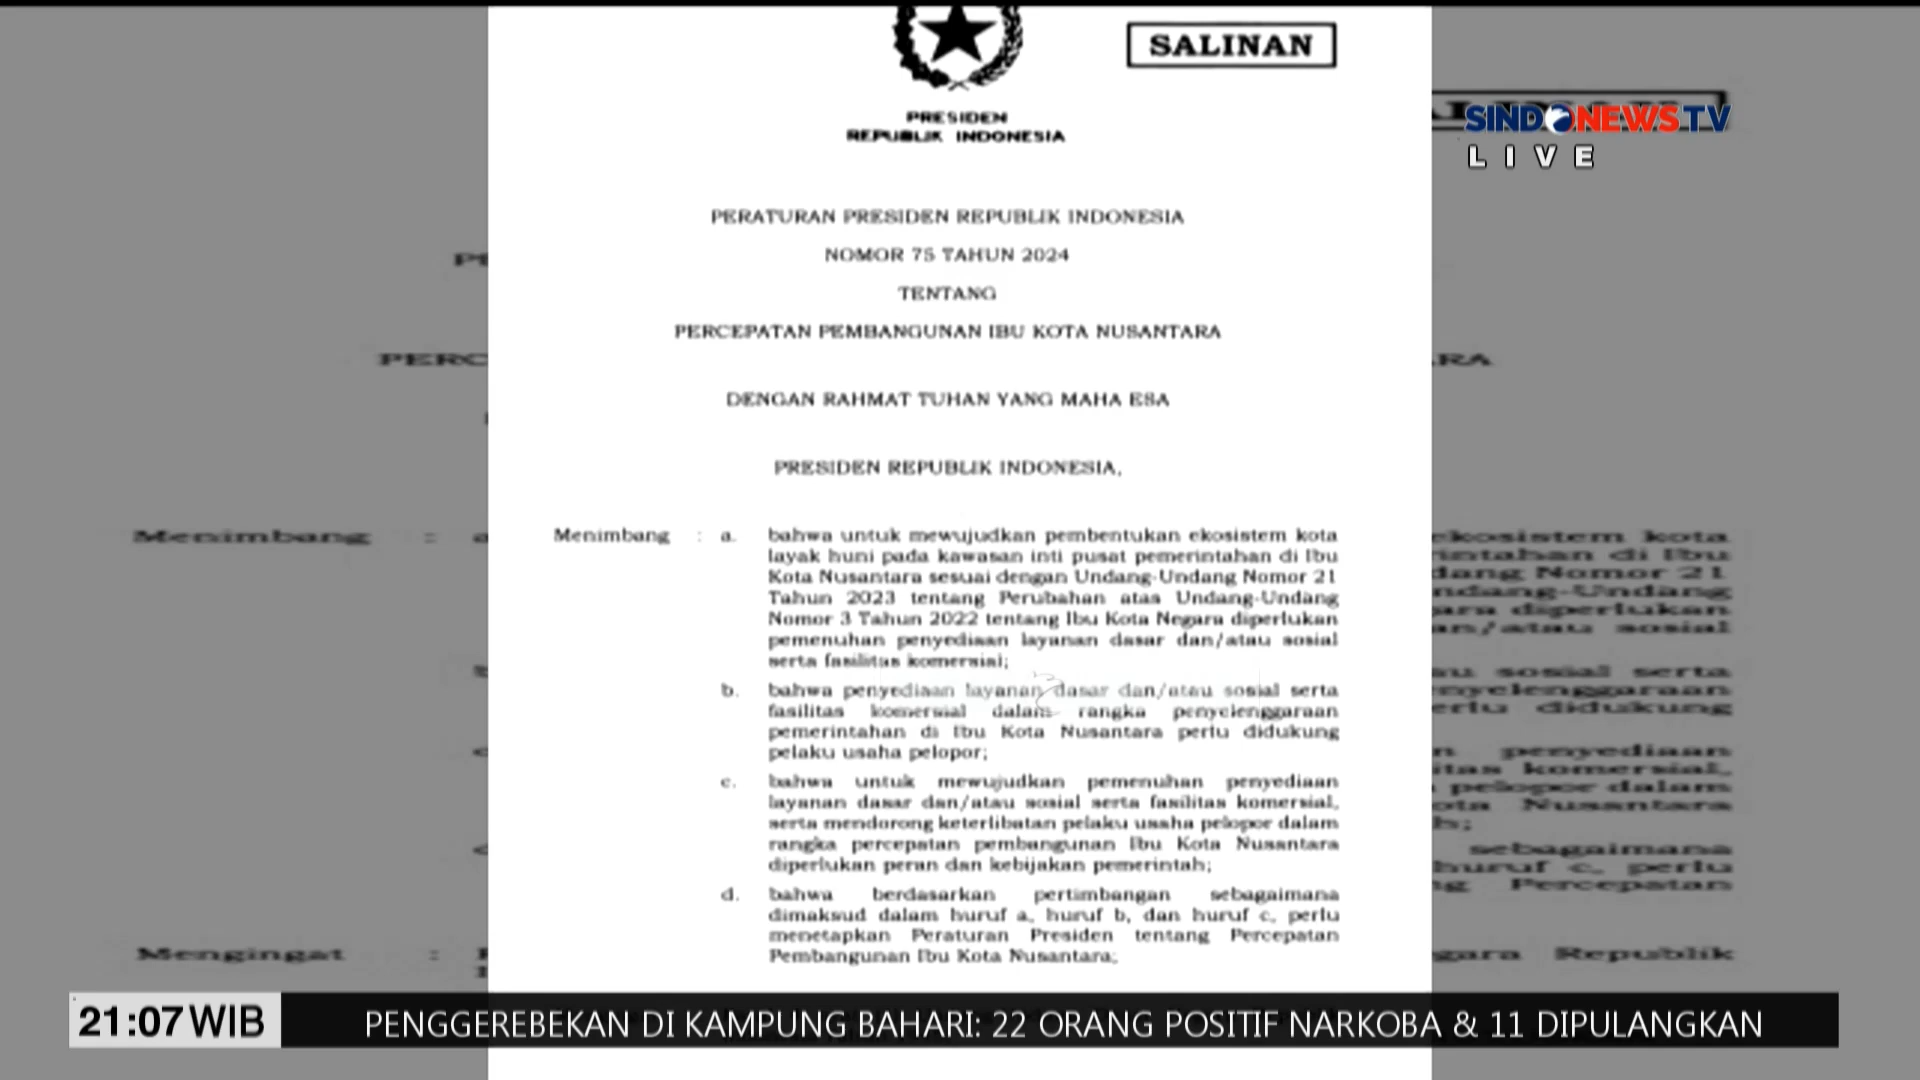 SALINAN
PRESIDEN
REPUBLIK INDONESIA
SINDONEWS TV
LIVE
PERATURAN PRESIDEN REPUBLIK INDONESIA
NOMOR 75 TAHUN 2024
TENTANG
PERCEPATAN PEMBANGUNAN IBU KOTA NUSANTARA
DENGAN RAHMAT TUHAN YANG MAHA ESA
PRESIDEN REPUBLIK INDONESIA,
Menimbang : a. bahwa untuk mewujudkan pembentukan ekosistem kota
layak huni pada kawasan inti pusat pemerintahan di Ibu
Kota Nusantara sesuai dengan Undang-Undang Nomor 21
Tahun 2023 tentang Perubahan atas Undang-Undang
Nomor 3 Tahun 2022 tentang Ibu Kota Negara diperlukan
pemenuhan penyediaan layanan dasar dan/atau sosial
serta fasilitas komersial;
b. bahwa penyediaan layanan dasar dan/atau sosial serta
fasilitas komersial dalam rangka penyelenggaraan
pemerintahan di Ibu Kota Nusantara perlu didukung
pelaku usaha pelopor;
c. bahwa untuk mewujudkan pemenuhan penyediaan
layanan dasar dan/atau sosial serta fasilitas komersial,
serta mendorong keterlibatan pelaku usaha pelopor dalam
rangka percepatan pembangunan Ibu Kota Nusantara
diperlukan peran dan kebijakan pemerintah;
d. bahwa berdasarkan pertimbangan sebagaimana
dimaksud dalam huruf a, huruf b, dan huruf c, perlu
menetapkan Peraturan Presiden tentang Percepatan
Pembangunan Ibu Kota Nusantara;
Menimbang :
Mengingat :
21:07 WIB
PENGGEREBEKAN DI KAMPUNG BAHARI: 22 ORANG POSITIF NARKOBA & 11 DIPULANGKAN